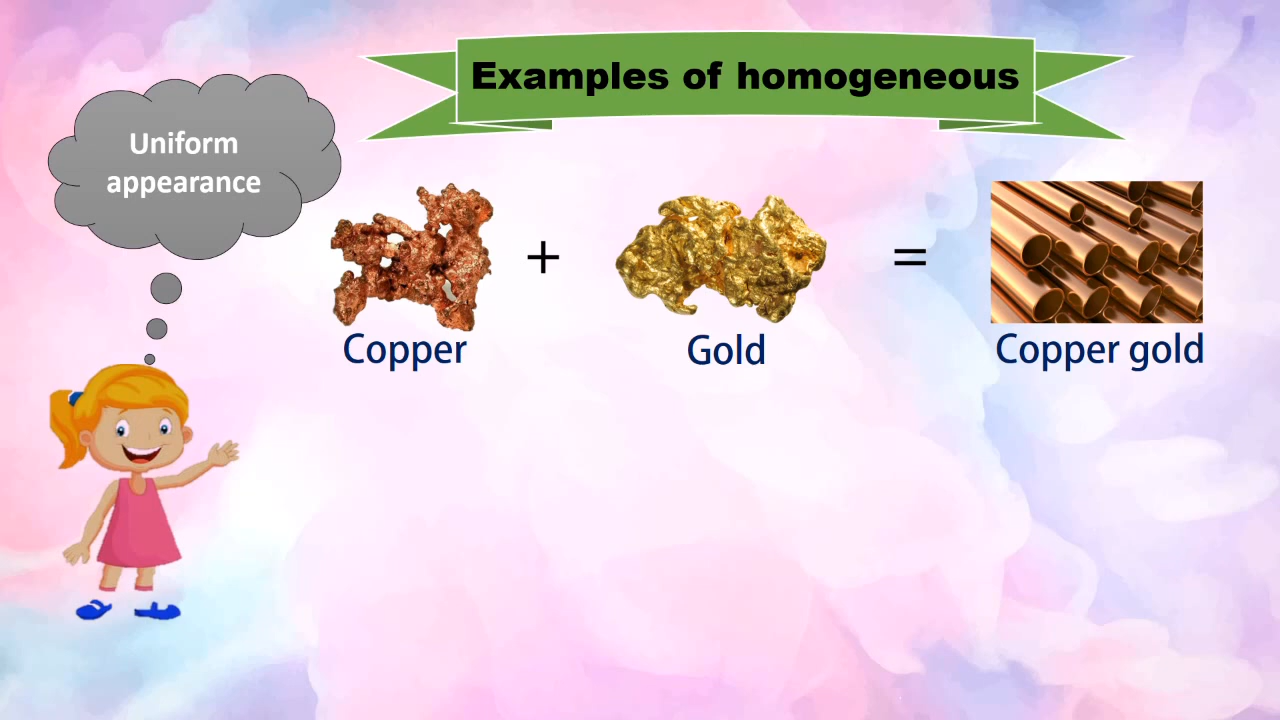 Examples of homogeneous
Uniform
appearance
+
=
Copper
Gold
Copper gold